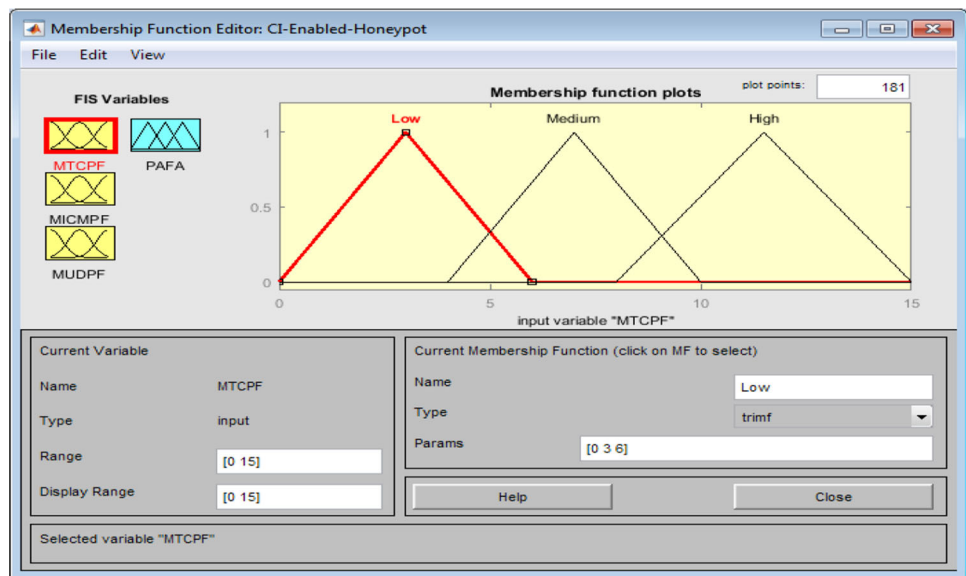 Membership Function Editor: CI-Enabled-Honeypot
File Edit View
FIS Variables
MTCPF PAFA
MICMPF
MUDPF
Membership function plots
plot points: 181
Low Medium High
1
0.5
0
0 5 10 15
input variable "MTCPF"
Current Variable
Name MTCPF
Type input
Range [0 15]
Display Range [0 15]
Current Membership Function (click on MF to select)
Name Low
Type trimf
Params [0 3 6]
Help Close
Selected variable "MTCPF"